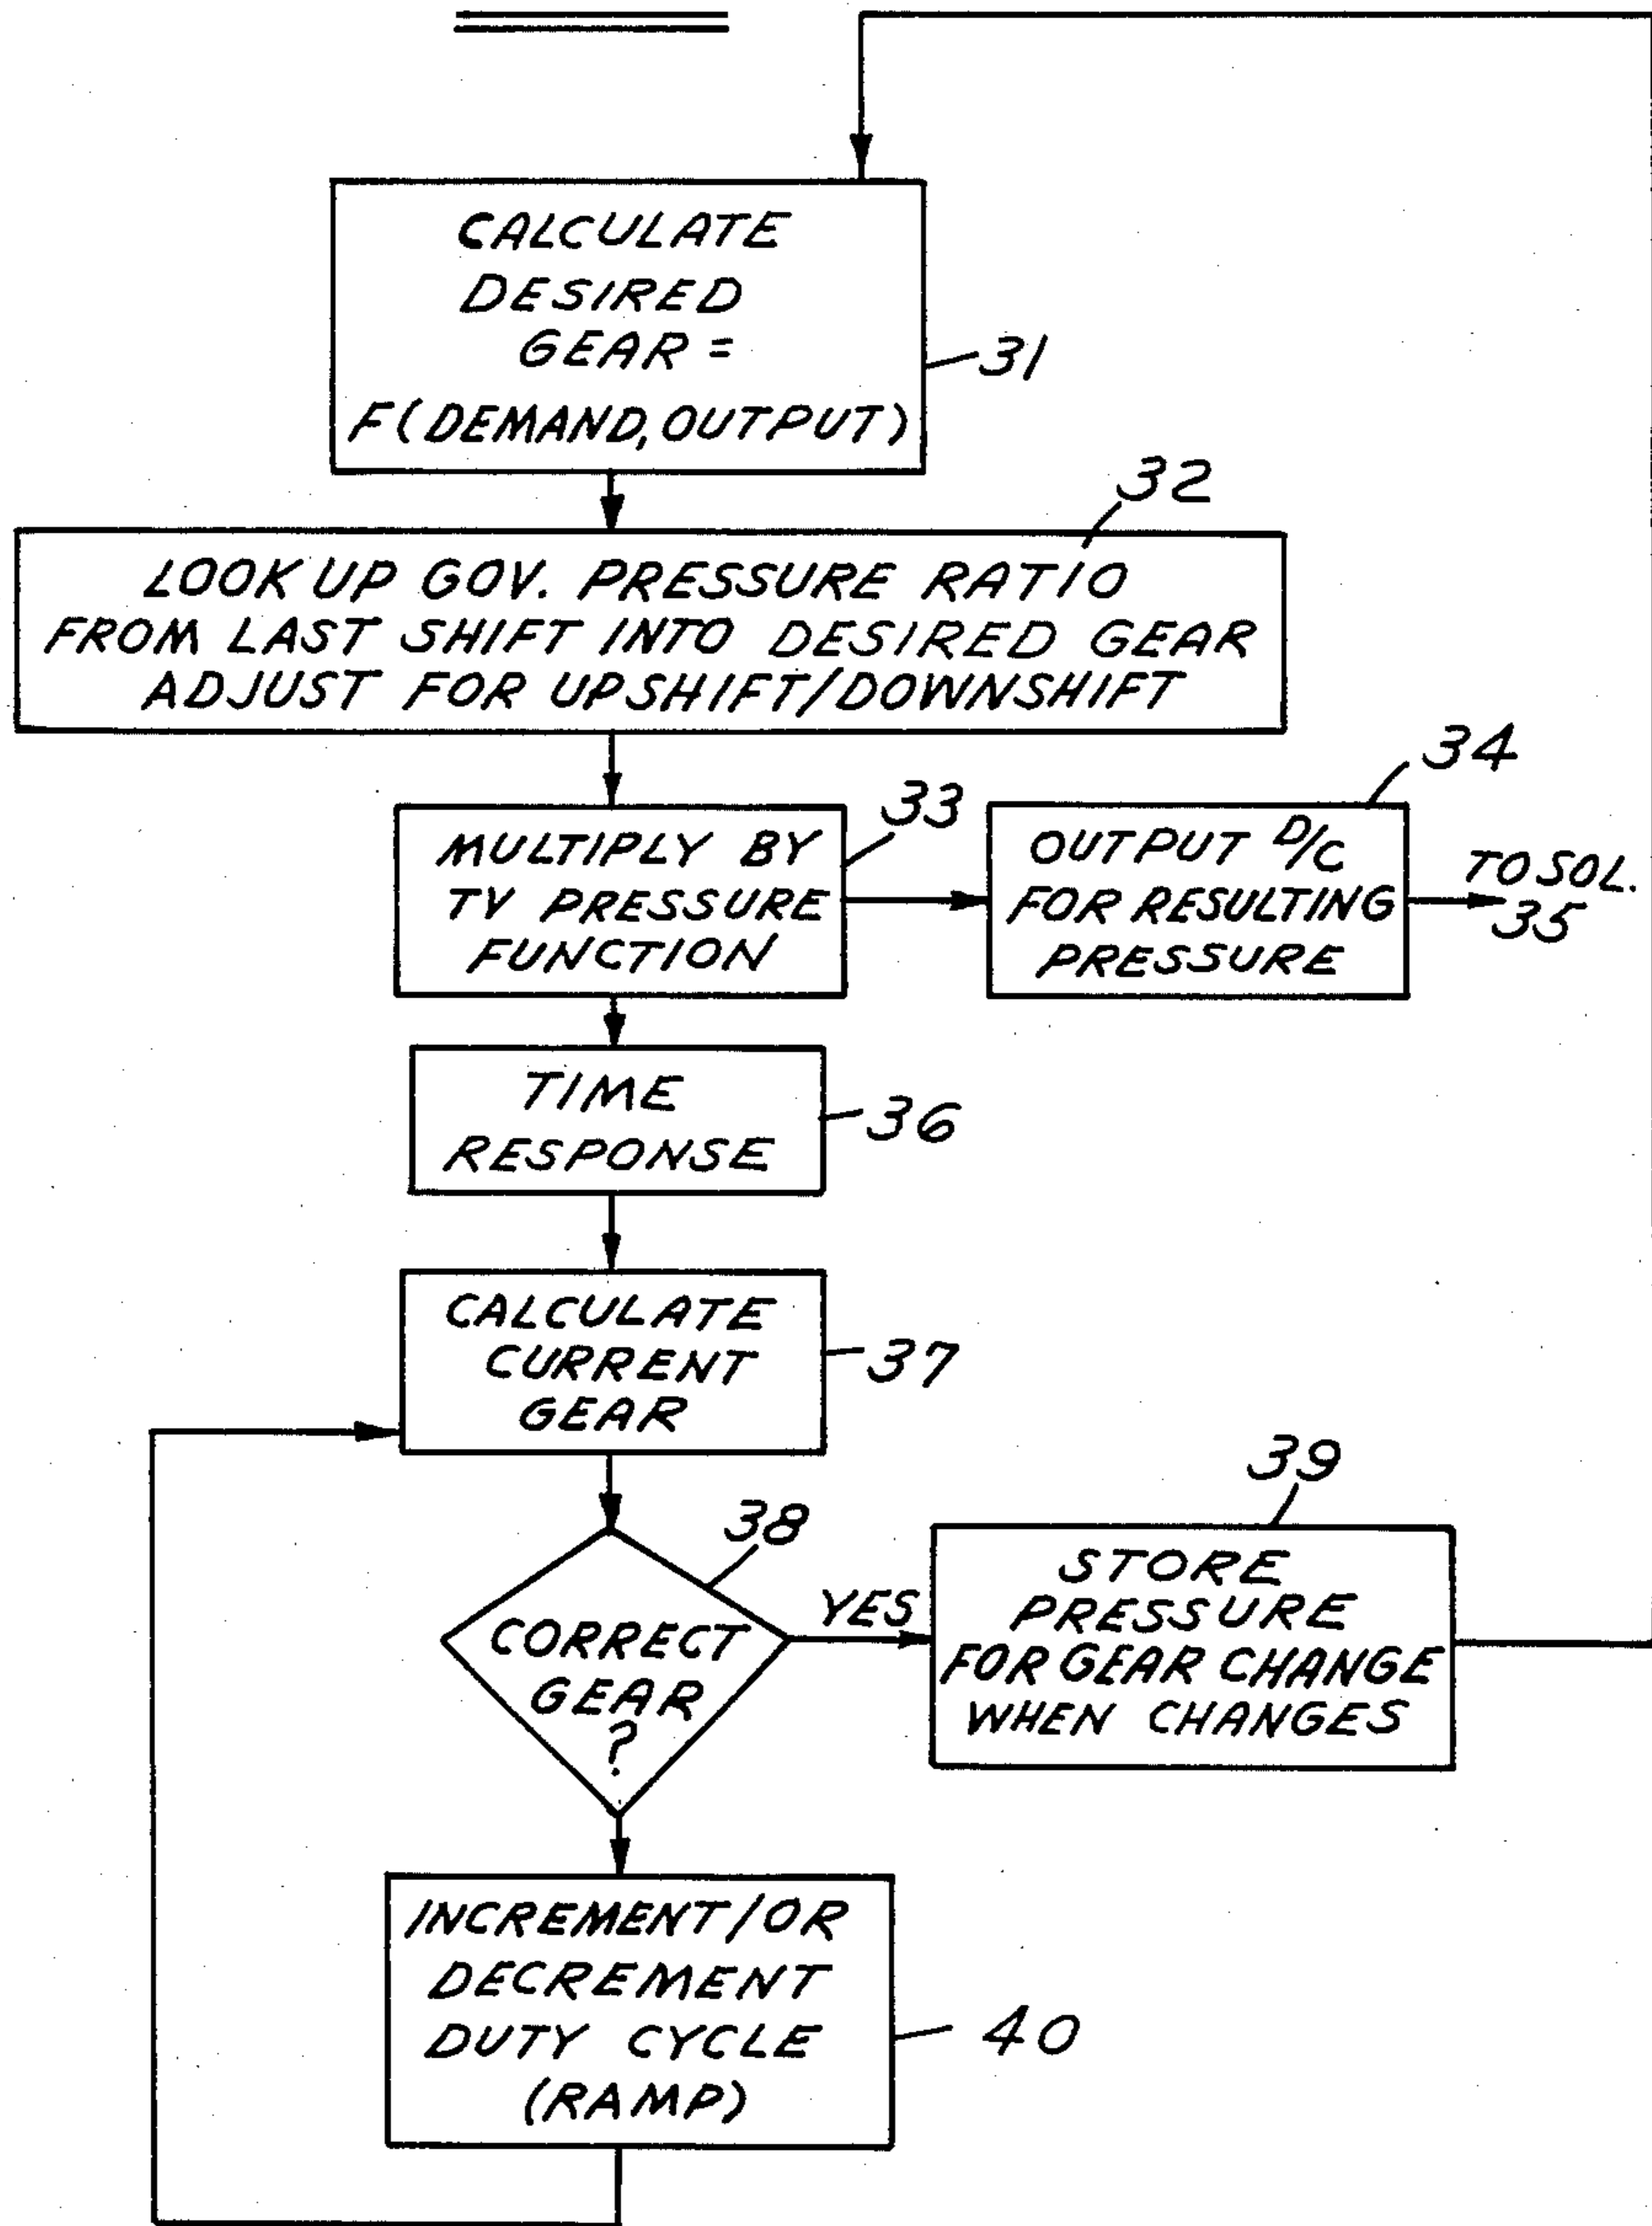 CALCULATE
DESIRED
GEAR =
F(DEMAND, OUTPUT)
31
32
LOOK UP GOV. PRESSURE RATIO
FROM LAST SHIFT INTO DESIRED GEAR
ADJUST FOR UPSHIFT/DOWNSHIFT
33
MULTIPLY BY
TV PRESSURE
FUNCTION
34
OUTPUT D/C
FOR RESULTING
PRESSURE
TO SOL.
35
TIME
RESPONSE
36
CALCULATE
CURRENT
GEAR
37
38
CORRECT
GEAR
?
YES
39
STORE
PRESSURE
FOR GEAR CHANGE
WHEN CHANGES
INCREMENT/OR
DECREMENT
DUTY CYCLE
(RAMP)
40